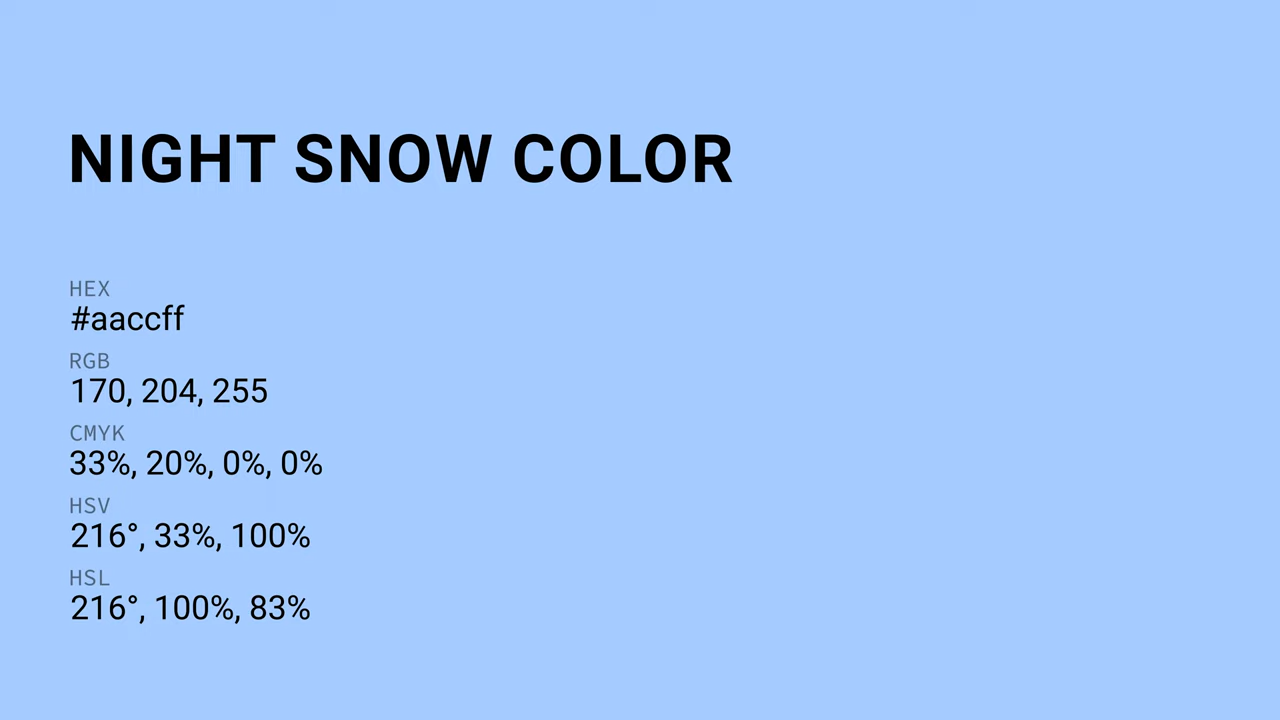 NIGHT SNOW COLOR
HEX
#aaccff
RGB
170, 204, 255
CMYK
33%, 20%, 0%, 0%
HSV
216°, 33%, 100%
HSL
216°, 100%, 83%